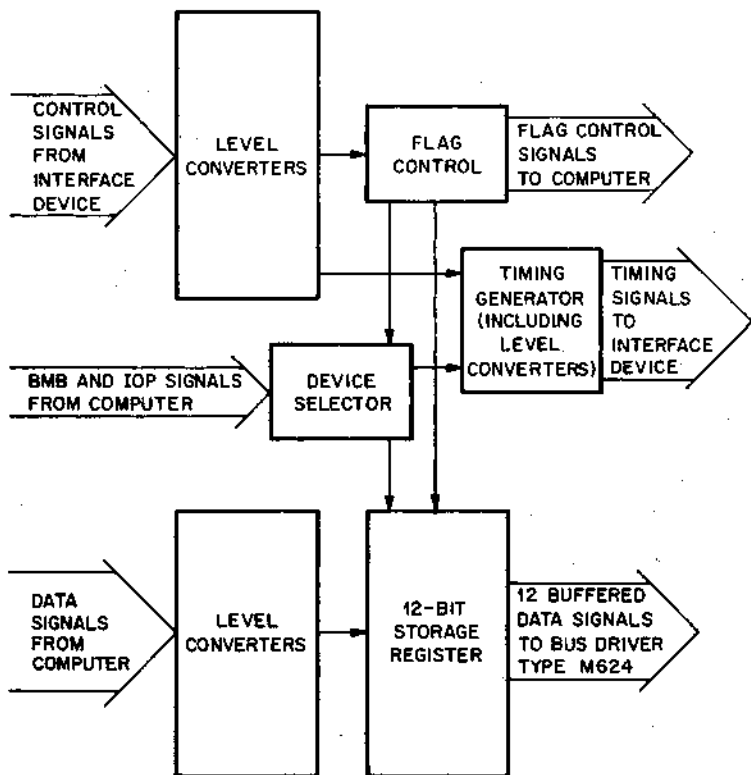 CONTROL
SIGNALS
FROM
INTERFACE
DEVICE
LEVEL
CONVERTERS
FLAG
CONTROL
FLAG CONTROL
SIGNALS
TO COMPUTER
TIMING
GENERATOR
(INCLUDING
LEVEL
CONVERTERS)
TIMING
SIGNALS
TO
INTERFACE
DEVICE
BMB AND IOP SIGNALS
FROM COMPUTER
DEVICE
SELECTOR
DATA
SIGNALS
FROM
COMPUTER
LEVEL
CONVERTERS
12-BIT
STORAGE
REGISTER
12 BUFFERED
DATA SIGNALS
TO BUS DRIVER
TYPE M624